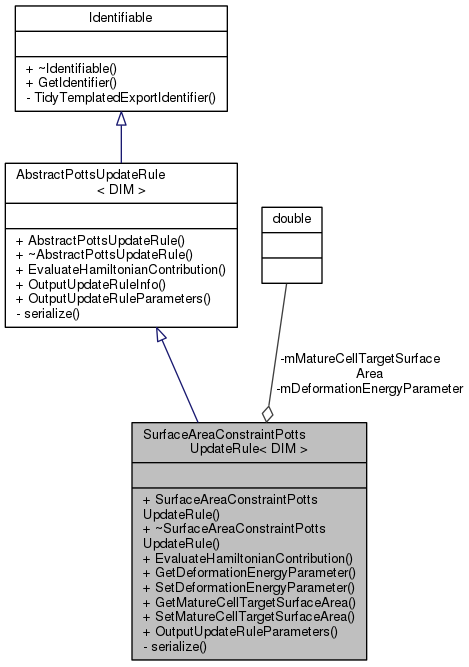 Identifiable
+ ~Identifiable()
+ GetIdentifier()
- TidyTemplatedExportIdentifier()
AbstractPottsUpdateRule
< DIM >
+ AbstractPottsUpdateRule()
+ ~AbstractPottsUpdateRule()
+ EvaluateHamiltonianContribution()
+ OutputUpdateRuleInfo()
+ OutputUpdateRuleParameters()
- serialize()
double
-mMatureCellTargetSurface
Area
-mDeformationEnergyParameter
SurfaceAreaConstraintPotts
UpdateRule< DIM >
+ SurfaceAreaConstraintPotts
UpdateRule()
+ ~SurfaceAreaConstraintPotts
UpdateRule()
+ EvaluateHamiltonianContribution()
+ GetDeformationEnergyParameter()
+ SetDeformationEnergyParameter()
+ GetMatureCellTargetSurfaceArea()
+ SetMatureCellTargetSurfaceArea()
+ OutputUpdateRuleParameters()
- serialize()